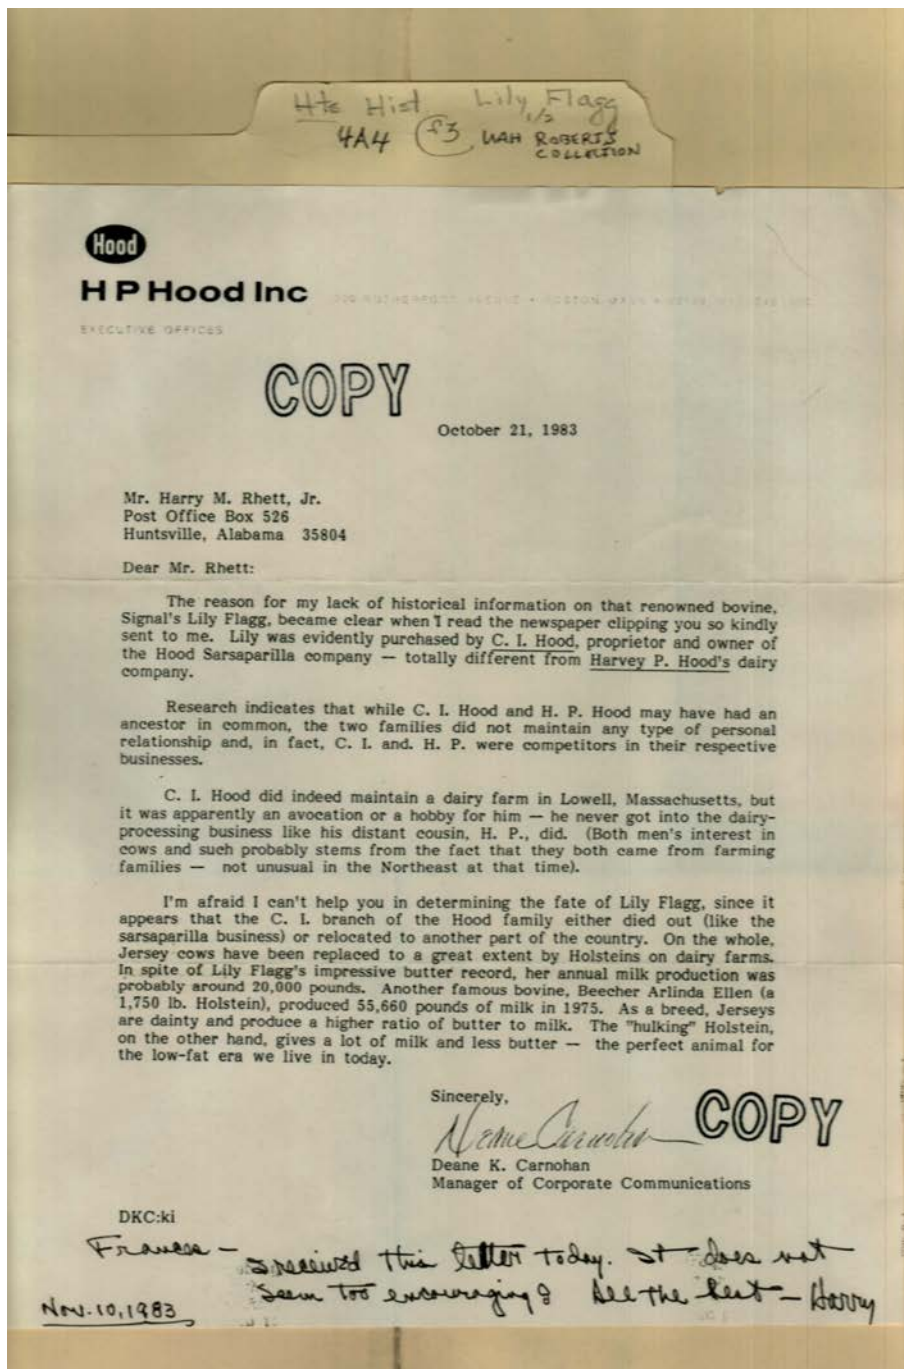 Hts Hist Lily Flagg
1/2
4A4 f3 UAH ROBERTS
COLLECTION
Hood
H P Hood Inc
EXECUTIVE OFFICES
COPY
October 21, 1983
Mr. Harry M. Rhett, Jr.
Post Office Box 526
Huntsville, Alabama 35804
Dear Mr. Rhett:
The reason for my lack of historical information on that renowned bovine,
Signal's Lily Flagg, became clear when I read the newspaper clipping you so kindly
sent to me. Lily was evidently purchased by C. I. Hood, proprietor and owner of
the Hood Sarsaparilla company — totally different from Harvey P. Hood's dairy
company.
Research indicates that while C. I. Hood and H. P. Hood may have had an
ancestor in common, the two families did not maintain any type of personal
relationship and, in fact, C. I. and. H. P. were competitors in their respective
businesses.
C. I. Hood did indeed maintain a dairy farm in Lowell, Massachusetts, but
it was apparently an avocation or a hobby for him — he never got into the dairy-
processing business like his distant cousin, H. P., did. (Both men's interest in
cows and such probably stems from the fact that they both came from farming
families — not unusual in the Northeast at that time).
I'm afraid I can't help you in determining the fate of Lily Flagg, since it
appears that the C. I. branch of the Hood family either died out (like the
sarsaparilla business) or relocated to another part of the country. On the whole,
Jersey cows have been replaced to a great extent by Holsteins on dairy farms.
In spite of Lily Flagg's impressive butter record, her annual milk production was
probably around 20,000 pounds. Another famous bovine, Beecher Arlinda Ellen (a
1,750 lb. Holstein), produced 55,660 pounds of milk in 1975. As a breed, Jerseys
are dainty and produce a higher ratio of butter to milk. The "hulking" Holstein,
on the other hand, gives a lot of milk and less butter — the perfect animal for
the low-fat era we live in today.
Sincerely,
COPY
Deane Carnohan
Deane K. Carnohan
Manager of Corporate Communications
DKC:ki
Frances — I received this letter today. It does not
seem too encouraging! All the best — Harry
Nov. 10, 1983